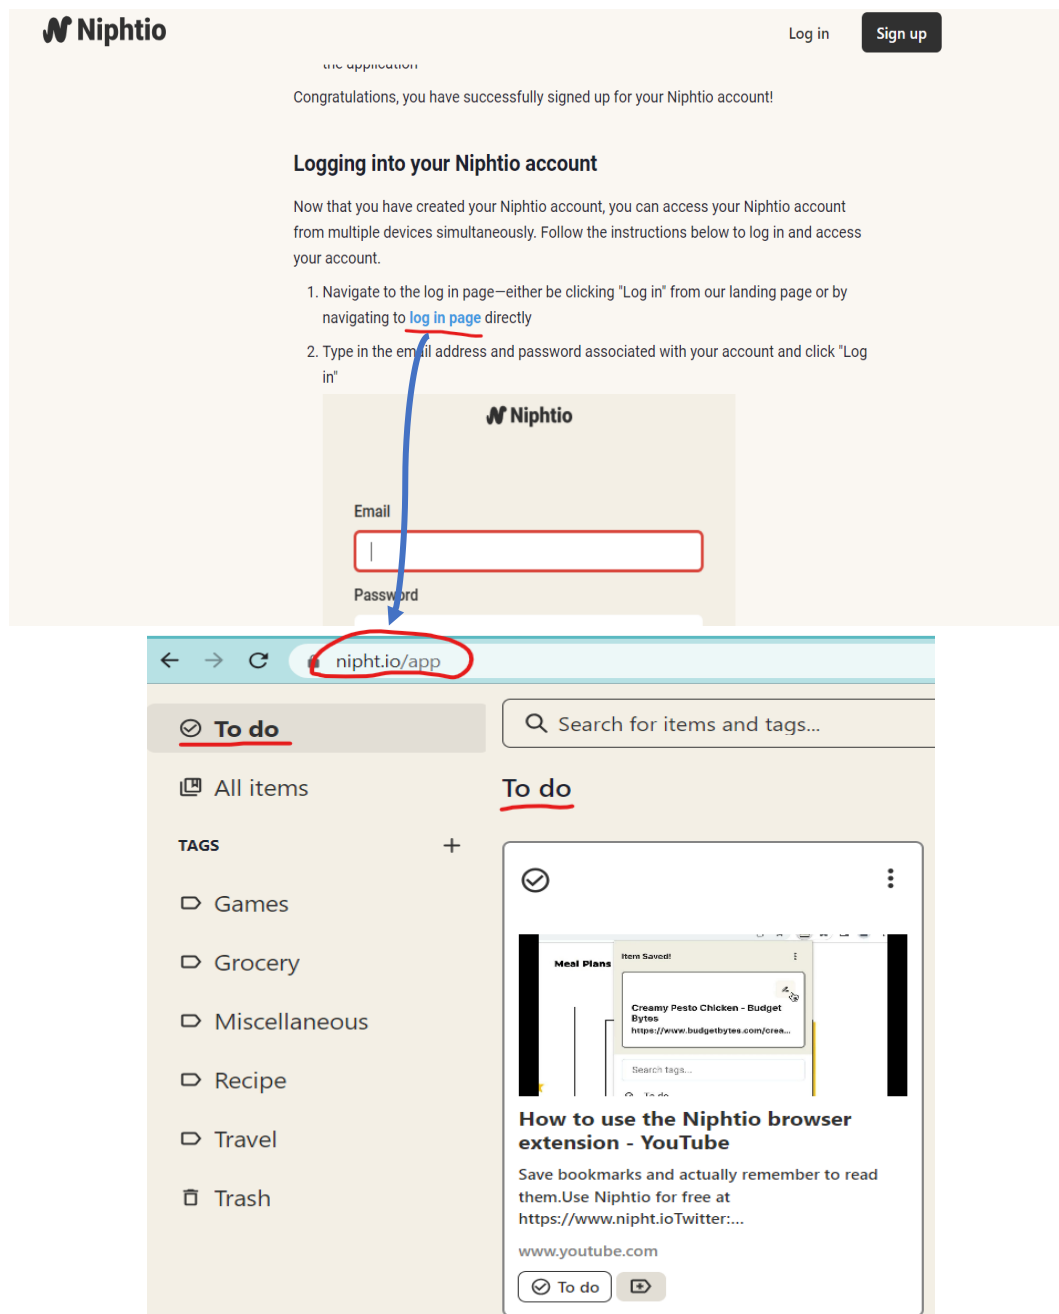 Niphtio
Log in
Sign up
the application
Congratulations, you have successfully signed up for your Niphtio account!
Logging into your Niphtio account
Now that you have created your Niphtio account, you can access your Niphtio account
from multiple devices simultaneously. Follow the instructions below to log in and access
your account.
1. Navigate to the log in page—either be clicking "Log in" from our landing page or by
navigating to log in page directly
2. Type in the email address and password associated with your account and click "Log
in"
Niphtio
Email
Password
nipht.io/app
To do
Search for items and tags...
All items
To do
TAGS
+
Games
Grocery
Miscellaneous
Recipe
Travel
Trash
Meal Plans
Item Saved!
Creamy Pesto Chicken - Budget
Bytes
https://www.budgetbytes.com/crea...
Search tags...
To do
How to use the Niphtio browser
extension - YouTube
Save bookmarks and actually remember to read
them.Use Niphtio for free at
https://www.nipht.ioTwitter:...
www.youtube.com
To do